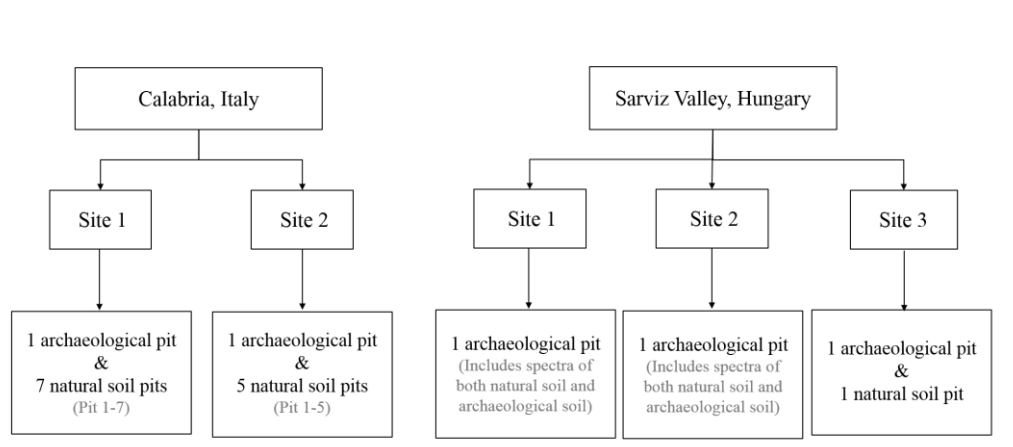 Calabria, Italy
Sarviz Valley, Hungary
Site 1
Site 2
Site 1
Site 2
Site 3
1 archaeological pit
&
7 natural soil pits
(Pit 1-7)
1 archaeological pit
&
5 natural soil pits
(Pit 1-5)
1 archaeological pit
(Includes spectra of
both natural soil and
archaeological soil)
1 archaeological pit
(Includes spectra of
both natural soil and
archaeological soil)
1 archaeological pit
&
1 natural soil pit